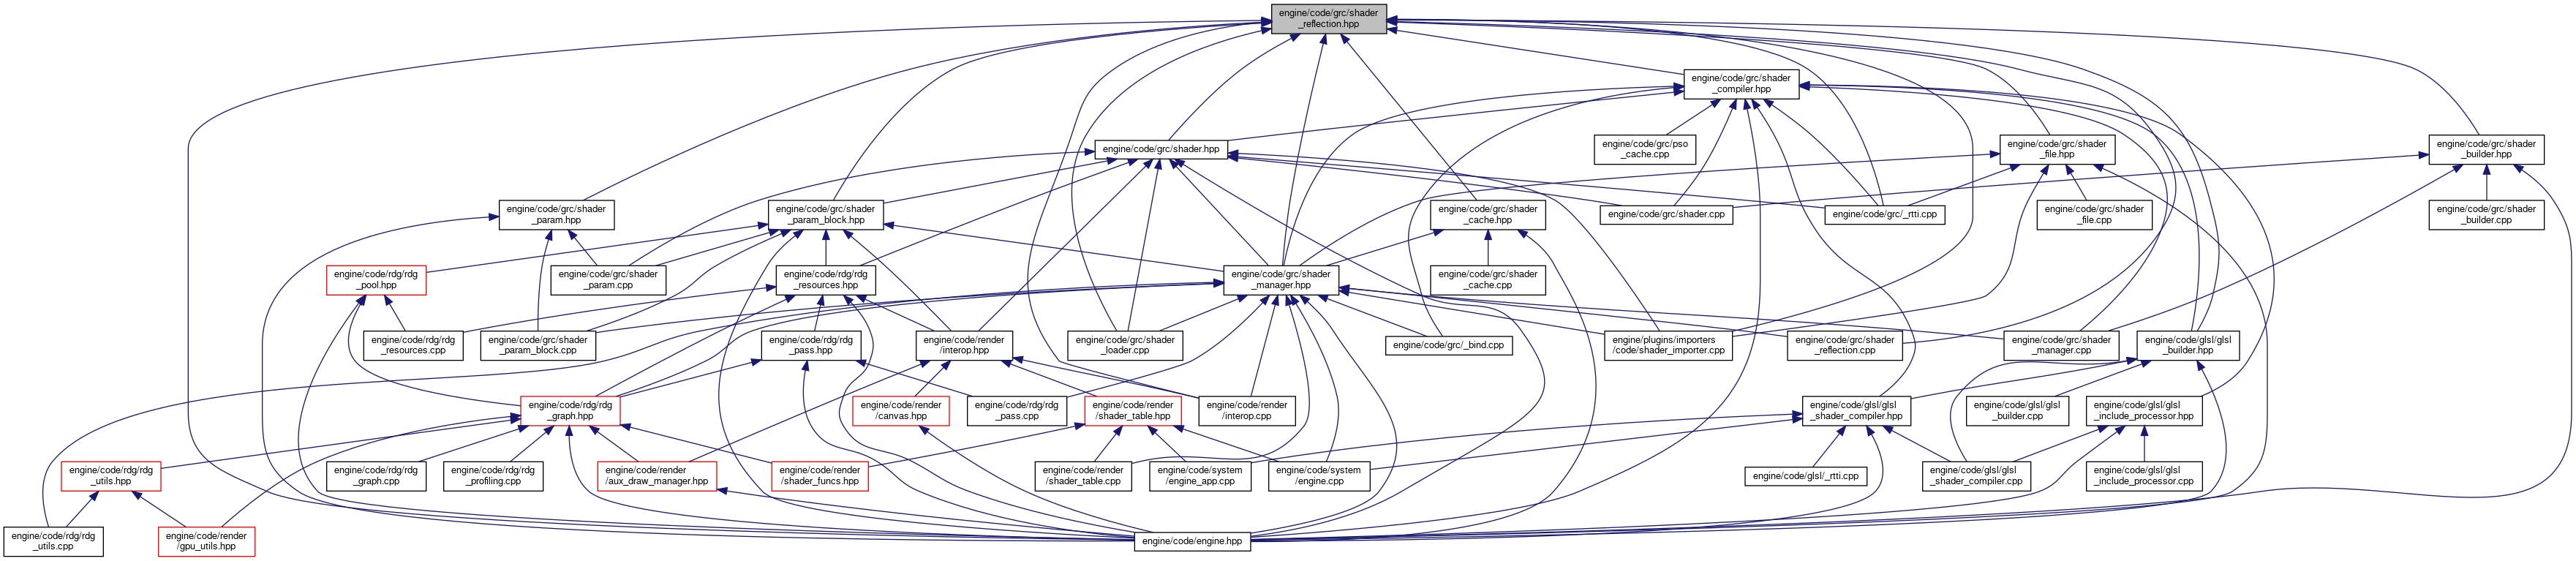 engine/code/grc/shader
_reflection.hpp
engine/code/grc/shader
_compiler.hpp
engine/code/grc/pso
_cache.cpp
engine/code/grc/shader.hpp
engine/code/grc/shader
_file.hpp
engine/code/grc/shader
_builder.hpp
engine/code/grc/shader
_param.hpp
engine/code/grc/shader
_param_block.hpp
engine/code/grc/shader
_cache.hpp
engine/code/grc/shader.cpp
engine/code/grc/_rtti.cpp
engine/code/grc/shader
_file.cpp
engine/code/grc/shader
_builder.cpp
engine/code/rdg/rdg
_pool.hpp
engine/code/grc/shader
_param.cpp
engine/code/rdg/rdg
_resources.hpp
engine/code/grc/shader
_manager.hpp
engine/code/grc/shader
_cache.cpp
engine/code/rdg/rdg
_resources.cpp
engine/code/grc/shader
_param_block.cpp
engine/code/rdg/rdg
_pass.hpp
engine/code/render
/interop.hpp
engine/code/grc/shader
_loader.cpp
engine/code/grc/_bind.cpp
engine/plugins/importers
/code/shader_importer.cpp
engine/code/grc/shader
_reflection.cpp
engine/code/grc/shader
_manager.cpp
engine/code/glsl/glsl
_builder.hpp
engine/code/rdg/rdg
_graph.hpp
engine/code/render
/canvas.hpp
engine/code/rdg/rdg
_pass.cpp
engine/code/render
/shader_table.hpp
engine/code/render
/interop.cpp
engine/code/glsl/glsl
_shader_compiler.hpp
engine/code/glsl/glsl
_builder.cpp
engine/code/glsl/glsl
_include_processor.hpp
engine/code/rdg/rdg
_utils.hpp
engine/code/rdg/rdg
_graph.cpp
engine/code/rdg/rdg
_profiling.cpp
engine/code/render
/aux_draw_manager.hpp
engine/code/render
/shader_funcs.hpp
engine/code/render
/shader_table.cpp
engine/code/system
/engine_app.cpp
engine/code/system
/engine.cpp
engine/code/glsl/_rtti.cpp
engine/code/glsl/glsl
_shader_compiler.cpp
engine/code/glsl/glsl
_include_processor.cpp
engine/code/rdg/rdg
_utils.cpp
engine/code/render
/gpu_utils.hpp
engine/code/engine.hpp